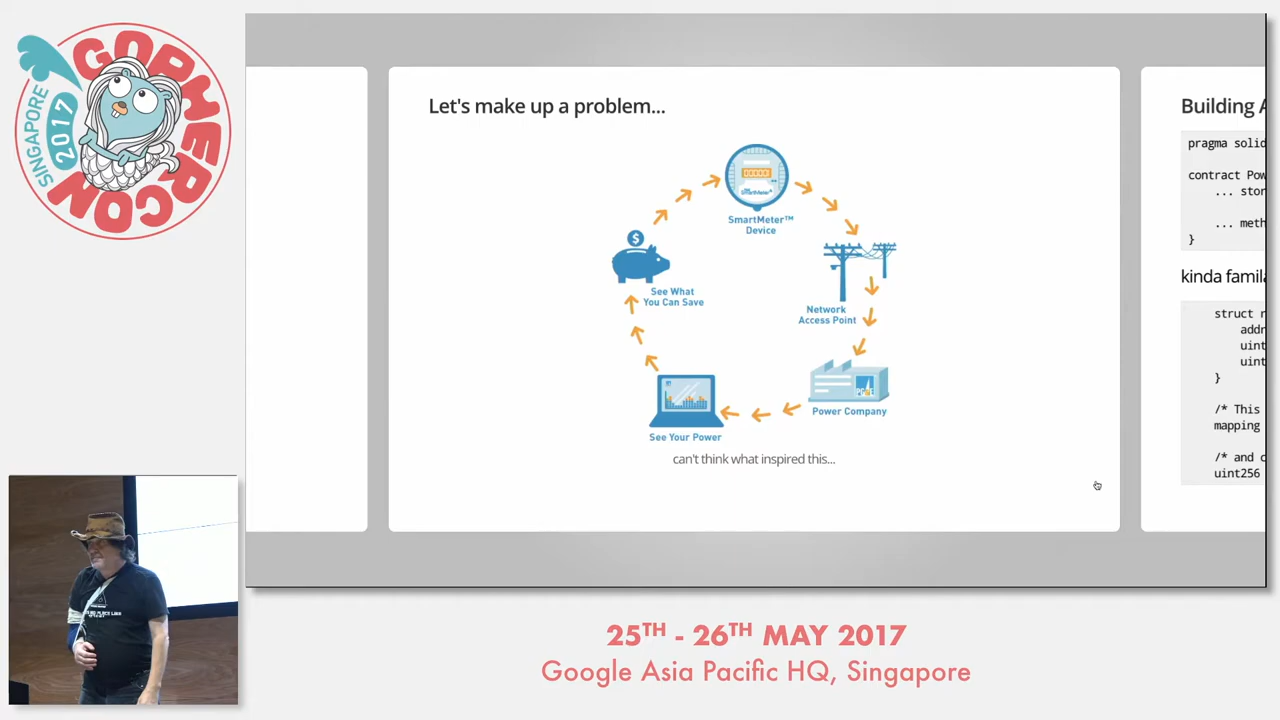 GOPHERCON
SINGAPORE
2017
Let's make up a problem...
SmartMeter™
Device
Network
Access Point
Power Company
See Your Power
See What
You Can Save
$
can't think what inspired this...
Building A
pragma solid
contract Pow
... stor
... meth
}
kinda famila
struct r
addr
uint
uint
}
/* This
mapping
/* and c
uint256
25TH - 26TH MAY 2017
Google Asia Pacific HQ, Singapore